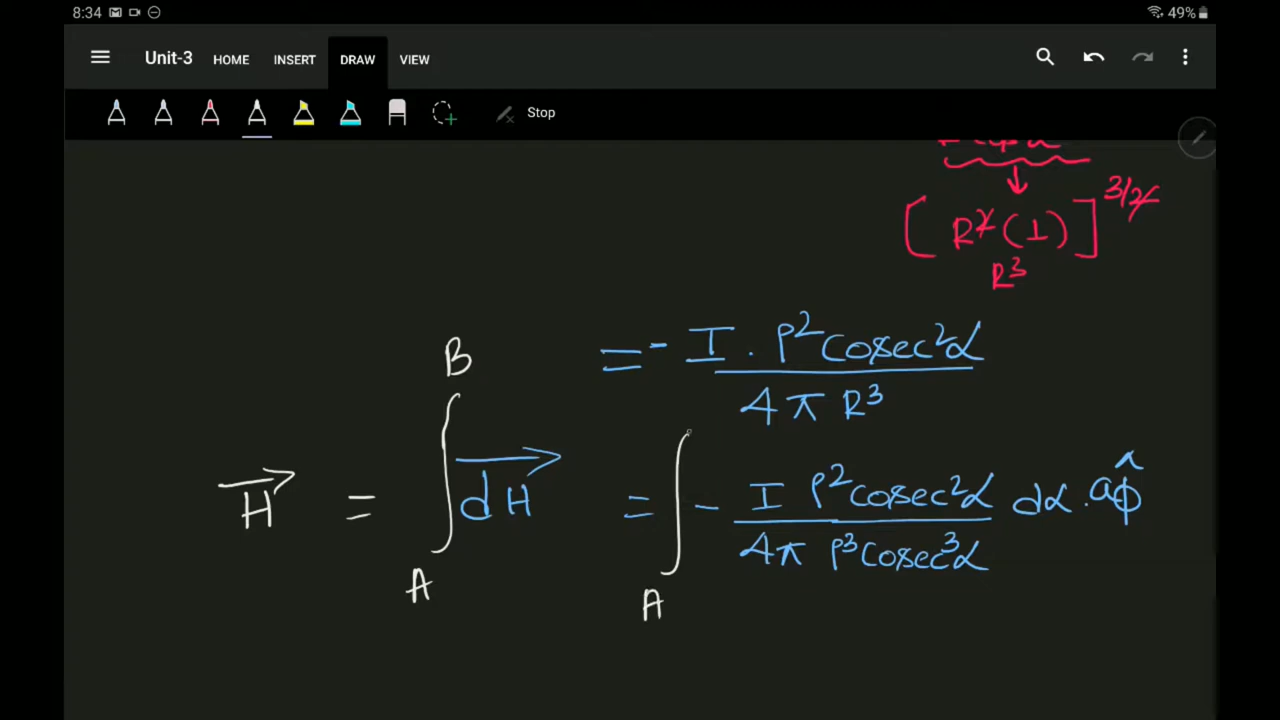 8:34 49%
Unit-3 HOME INSERT DRAW VIEW
Stop
[R²(1)]^3/2
R³
= - I . ρ² cosec²α / 4π R³
H = ∫ A B dH = ∫ A - I ρ² cosec²α / 4π ρ³ cosec³α dα . âϕ